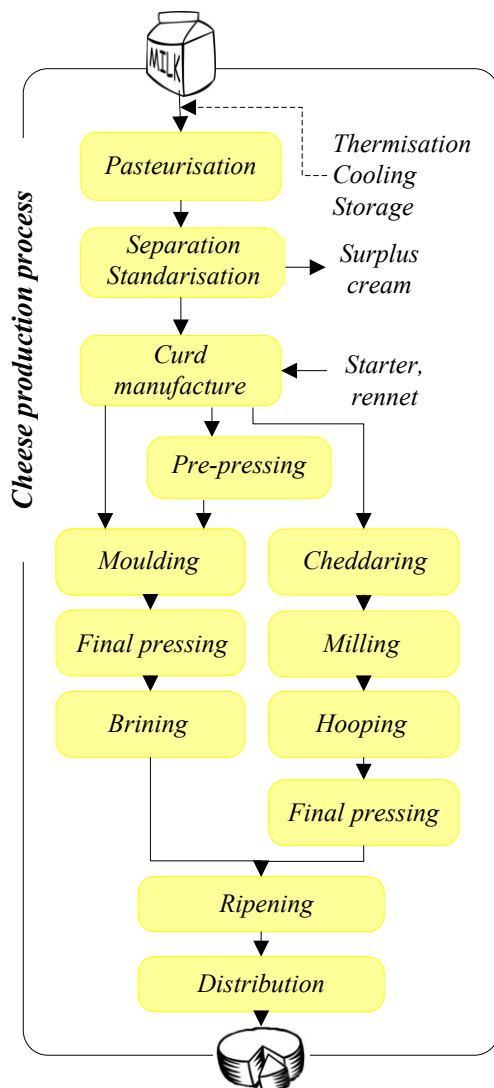 MILK
Thermisation
Cooling
Storage
Pasteurisation
Separation
Standarisation
Surplus
cream
Cheese production process
Curd
manufacture
Starter,
rennet
Pre-pressing
Moulding
Cheddaring
Final pressing
Milling
Brining
Hooping
Final pressing
Ripening
Distribution